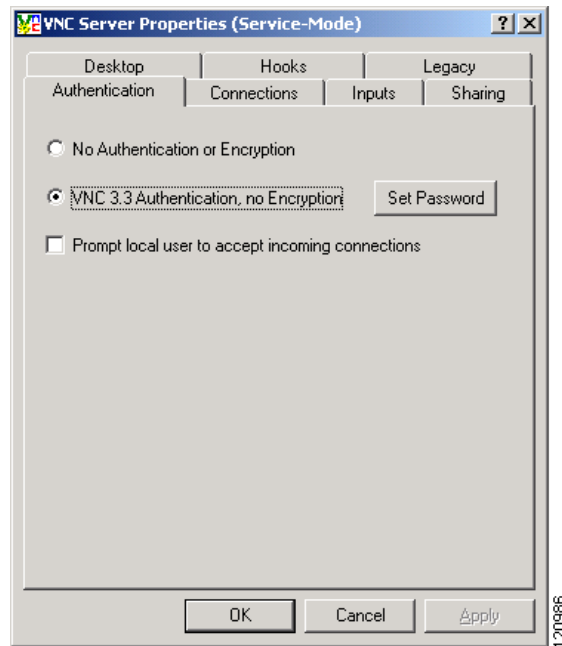 VNC Server Properties (Service-Mode)
Desktop Hooks Legacy
Authentication Connections Inputs Sharing
No Authentication or Encryption
VNC 3.3 Authentication, no Encryption Set Password
Prompt local user to accept incoming connections
OK Cancel Apply
120986